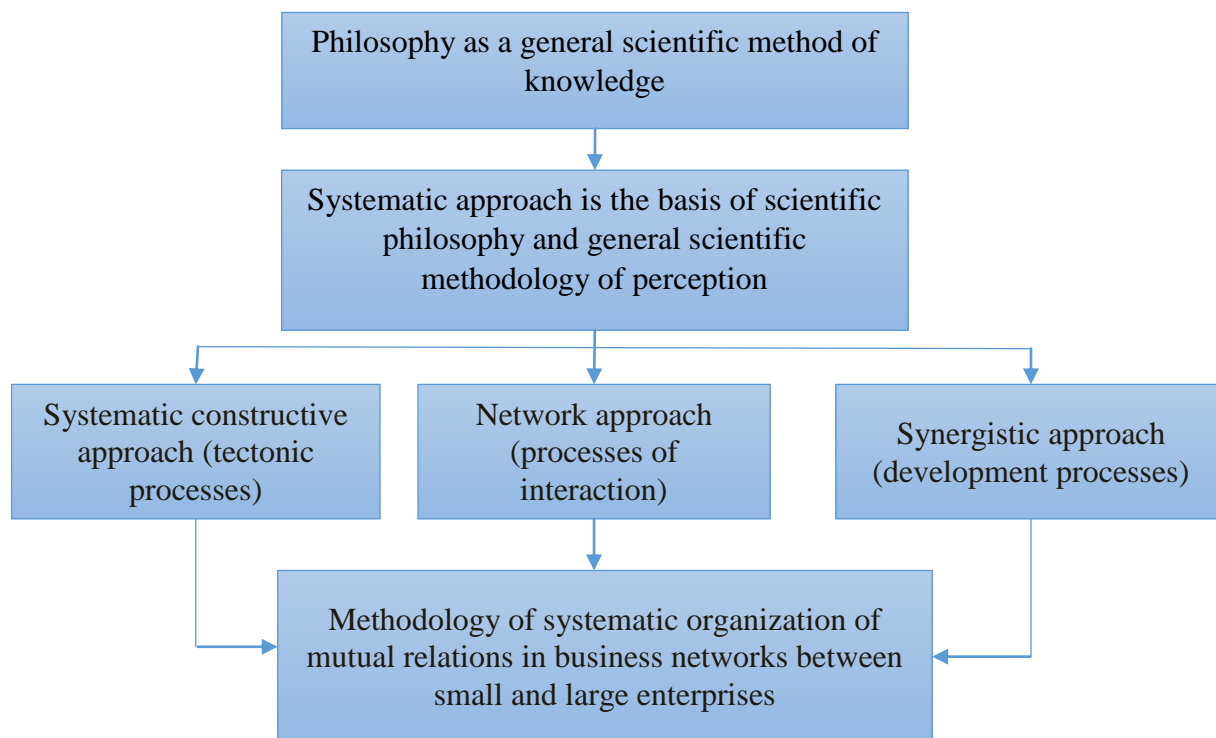 Philosophy as a general scientific method of
knowledge
Systematic approach is the basis of scientific
philosophy and general scientific
methodology of perception
Systematic constructive
approach (tectonic
processes)
Network approach
(processes of
interaction)
Synergistic approach
(development processes)
Methodology of systematic organization of
mutual relations in business networks between
small and large enterprises